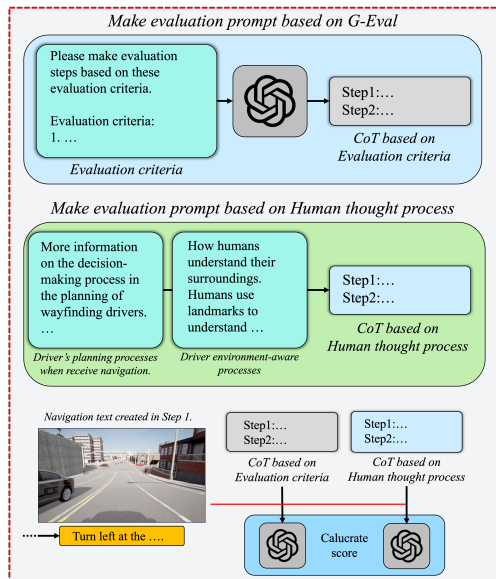 Make evaluation prompt based on G-Eval
Please make evaluation
steps based on these
evaluation criteria.
Evaluation criteria:
1. …
Evaluation criteria
Step1:…
Step2:…
CoT based on
Evaluation criteria
Make evaluation prompt based on Human thought process
More information
on the decision-
making process in
the planning of
wayfinding drivers.
…
Driver's planning processes
when receive navigation.
How humans
understand their
surroundings.
Humans use
landmarks to
understand …
Driver environment-aware
processes
Step1:…
Step2:…
CoT based on
Human thought process
Navigation text created in Step 1.
Turn left at the ….
Step1:…
Step2:…
CoT based on
Evaluation criteria
Step1:…
Step2:…
CoT based on
Human thought process
Calucrate
score